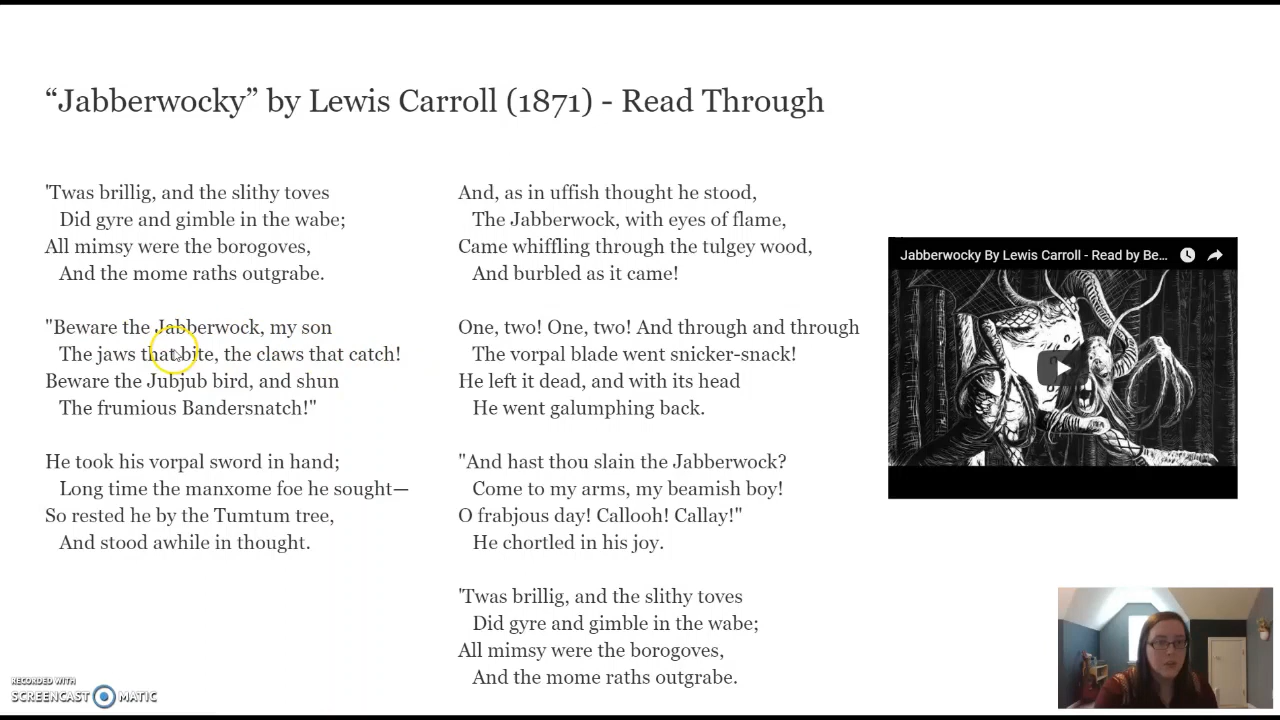 “Jabberwocky” by Lewis Carroll (1871) - Read Through
'Twas brillig, and the slithy toves
Did gyre and gimble in the wabe;
All mimsy were the borogoves,
And the mome raths outgrabe.
"Beware the Jabberwock, my son
The jaws that bite, the claws that catch!
Beware the Jubjub bird, and shun
The frumious Bandersnatch!"
He took his vorpal sword in hand;
Long time the manxome foe he sought—
So rested he by the Tumtum tree,
And stood awhile in thought.
And, as in uffish thought he stood,
The Jabberwock, with eyes of flame,
Came whiffling through the tulgey wood,
And burbled as it came!
One, two! One, two! And through and through
The vorpal blade went snicker-snack!
He left it dead, and with its head
He went galumphing back.
"And hast thou slain the Jabberwock?
Come to my arms, my beamish boy!
O frabjous day! Callooh! Callay!"
He chortled in his joy.
'Twas brillig, and the slithy toves
Did gyre and gimble in the wabe;
All mimsy were the borogoves,
And the mome raths outgrabe.
Jabberwocky By Lewis Carroll - Read by Be...
RECORDED WITH
SCREENCAST MATIC